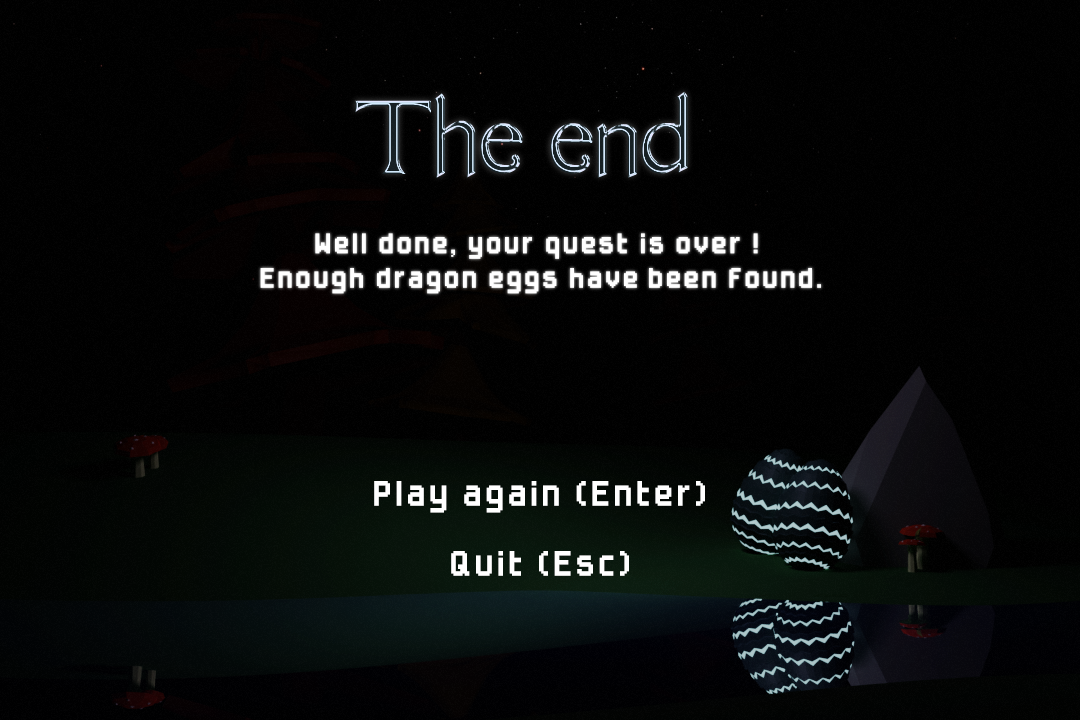 The end
Well done, your quest is over !
Enough dragon eggs have been found.
Play again (Enter)
Quit (Esc)